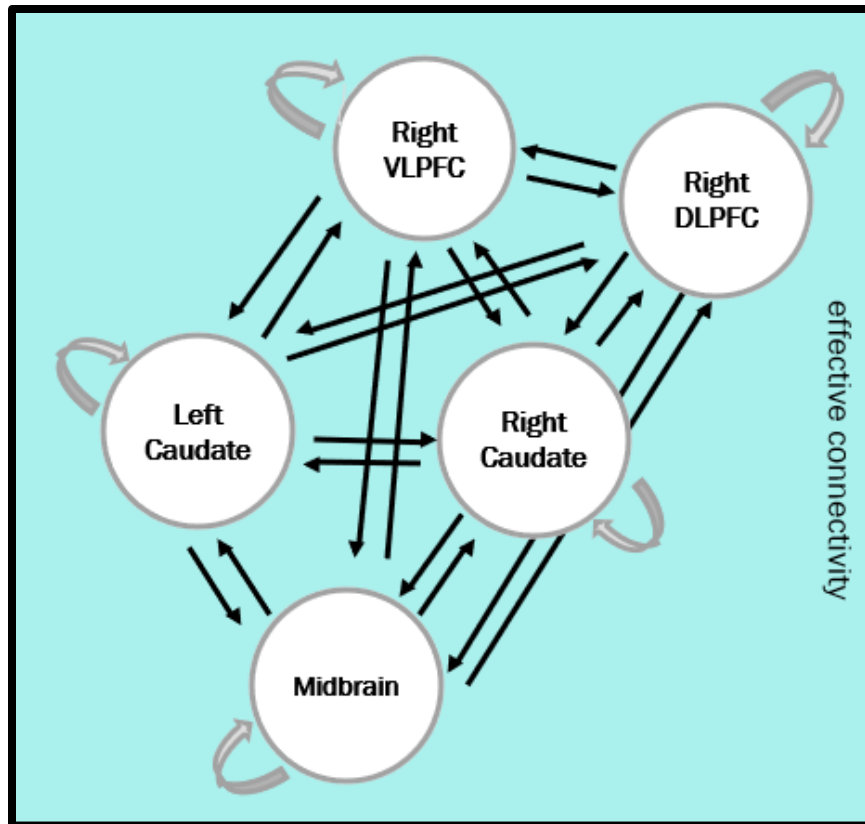 Right
VLPFC
Right
DLPFC
Left
Caudate
Right
Caudate
Midbrain
effective connectivity